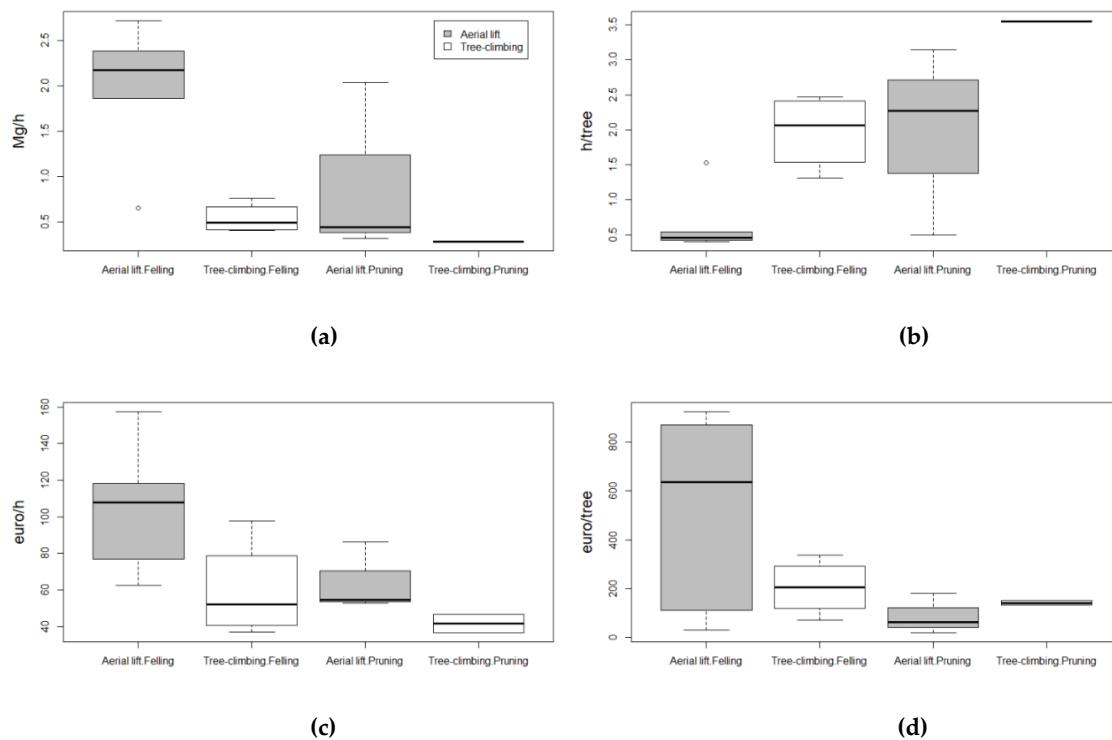 Mg/h
2.5
2.0
1.5
1.0
0.5
Aerial lift
Tree-climbing
Aerial lift.Felling Tree-climbing.Felling Aerial lift.Pruning Tree-climbing.Pruning
(a)
h/tree
3.5
3.0
2.5
2.0
1.5
1.0
0.5
Aerial lift.Felling Tree-climbing.Felling Aerial lift.Pruning Tree-climbing.Pruning
(b)
euro/h
160
140
120
100
80
60
40
Aerial lift.Felling Tree-climbing.Felling Aerial lift.Pruning Tree-climbing.Pruning
(c)
euro/tree
800
600
400
200
0
Aerial lift.Felling Tree-climbing.Felling Aerial lift.Pruning Tree-climbing.Pruning
(d)